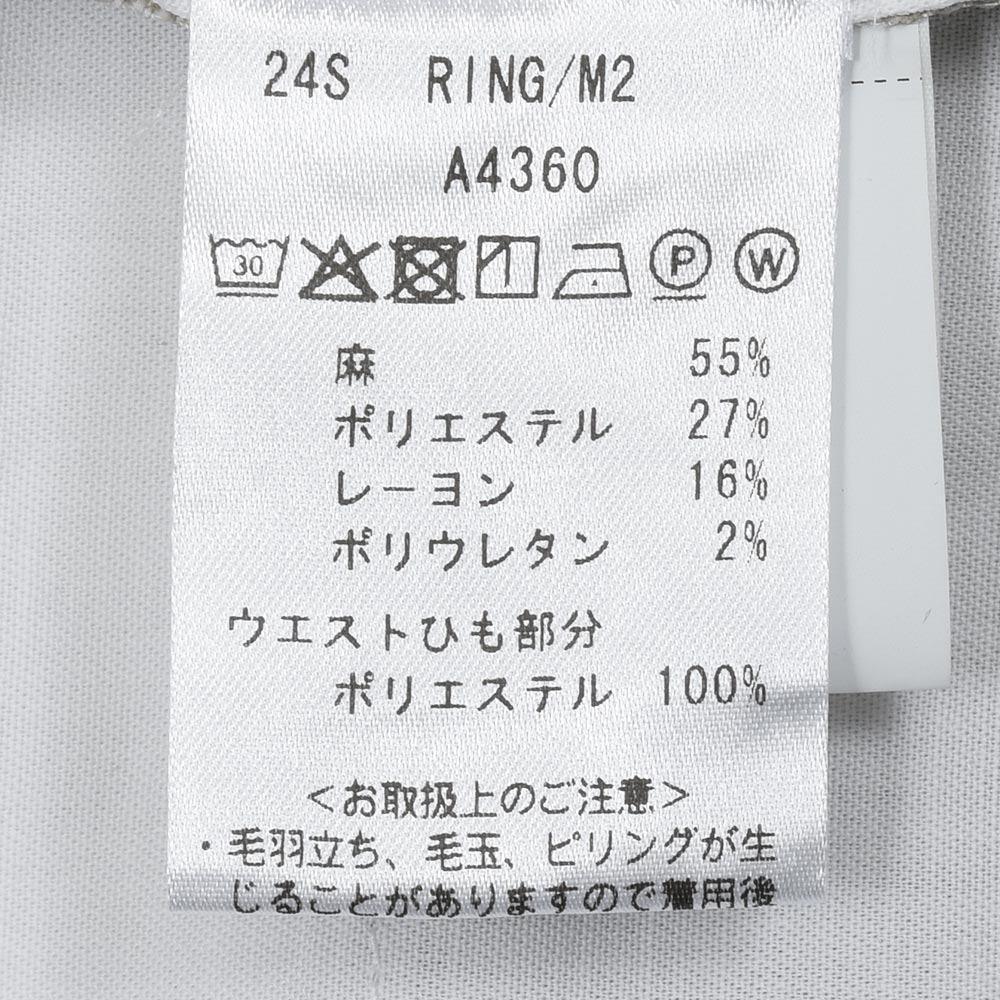 24S RING/M2
A4360
30 P W
麻 55%
ポリエステル 27%
レーヨン 16%
ポリウレタン 2%
ウエストひも部分
ポリエステル 100%
<お取扱上のご注意>
・毛羽立ち、毛玉、ピリングが生
じることがありますので着用後